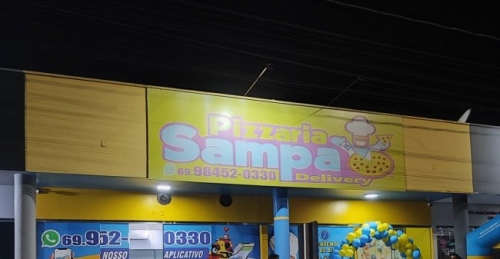 Pizzaria
Sampa
69 98452-0330
Delivery
69.952- 0330
NOSSO APLICATIVO